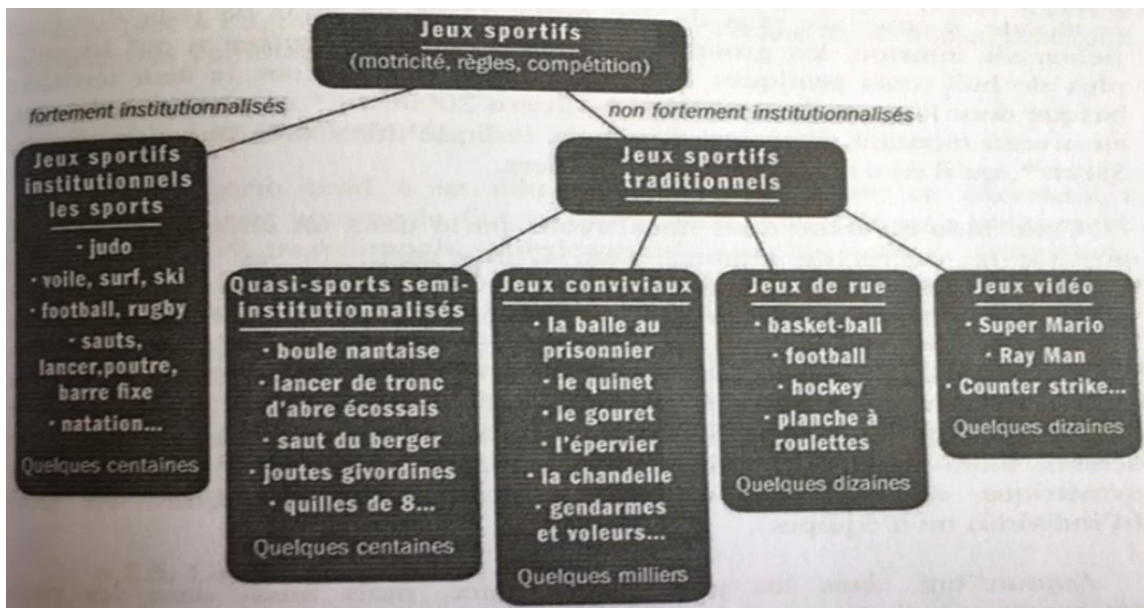 Jeux sportifs
(motricité, règles, compétition)
fortement institutionnalisés
non fortement institutionnalisés
Jeux sportifs
institutionnels
les sports
· judo
· voile, surf, ski
· football, rugby
· sauts,
lancer,poutre,
barre fixe
· natation...
Quelques centaines
Jeux sportifs
traditionnels
Quasi-sports semi-
institutionnalisés
· boule nantaise
· lancer de tronc
d'abre écossais
· saut du berger
· joutes givordines
· quilles de 8...
Quelques centaines
Jeux conviviaux
· la balle au
prisonnier
· le quinet
· le gouret
· l'épervier
· la chandelle
· gendarmes
et voleurs...
Quelques milliers
Jeux de rue
· basket-ball
· football
· hockey
· planche à
roulettes
Quelques dizaines
Jeux vidéo
· Super Mario
· Ray Man
· Counter strike...
Quelques dizaines